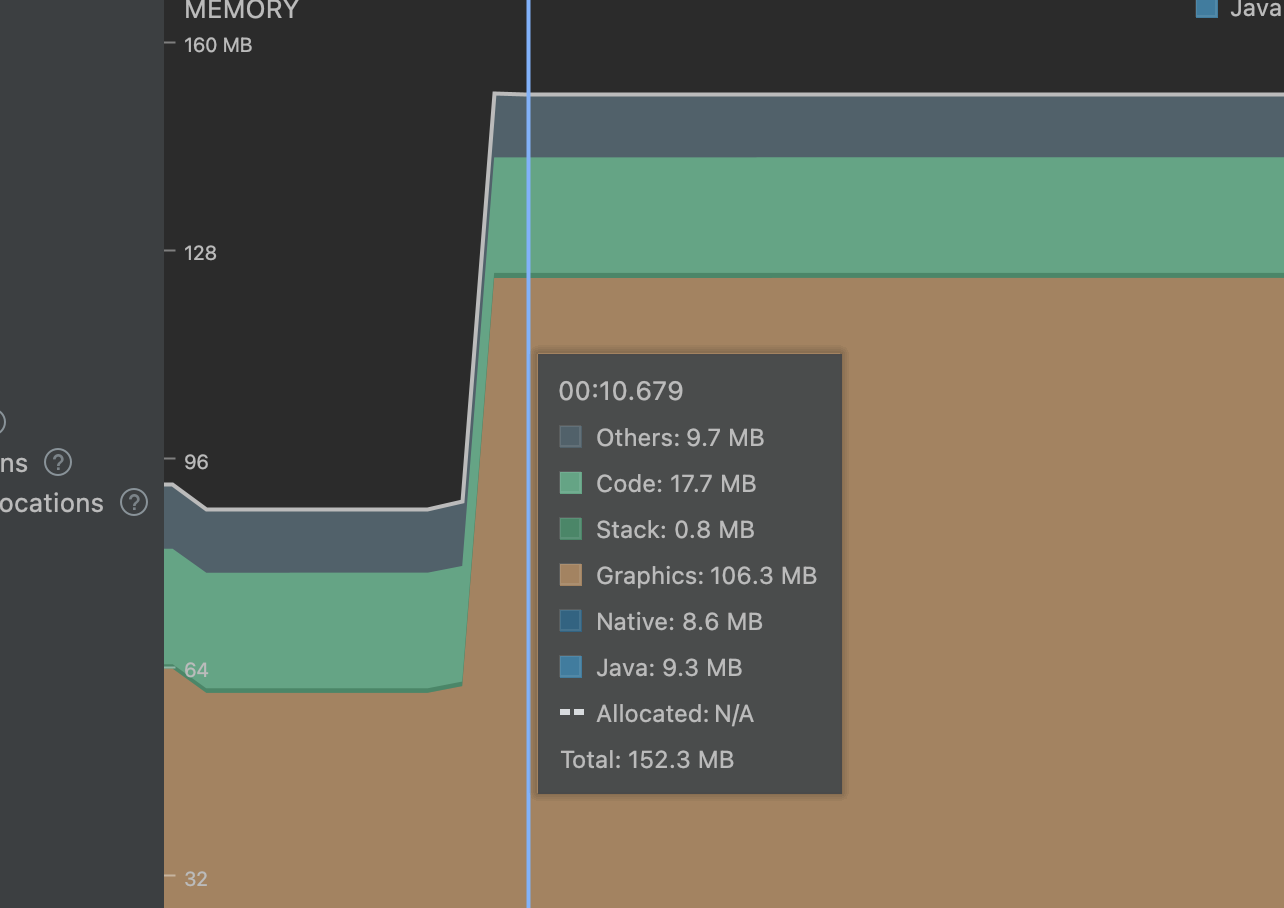 MEMORY
Java
160 MB
128
96
64
32
ns ?
ocations ?
00:10.679
Others: 9.7 MB
Code: 17.7 MB
Stack: 0.8 MB
Graphics: 106.3 MB
Native: 8.6 MB
Java: 9.3 MB
Allocated: N/A
Total: 152.3 MB